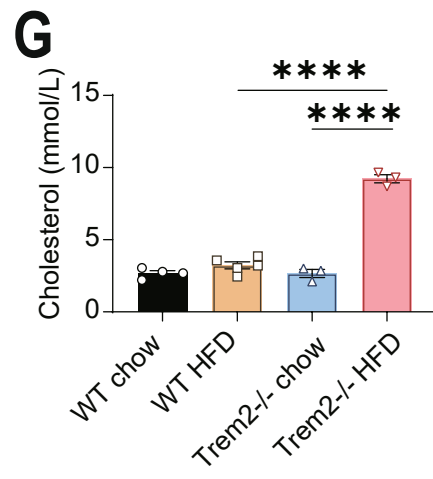 G
Cholesterol (mmol/L)
15
10
5
0
****
****
WT chow
WT HFD
Trem2-/- chow
Trem2-/- HFD